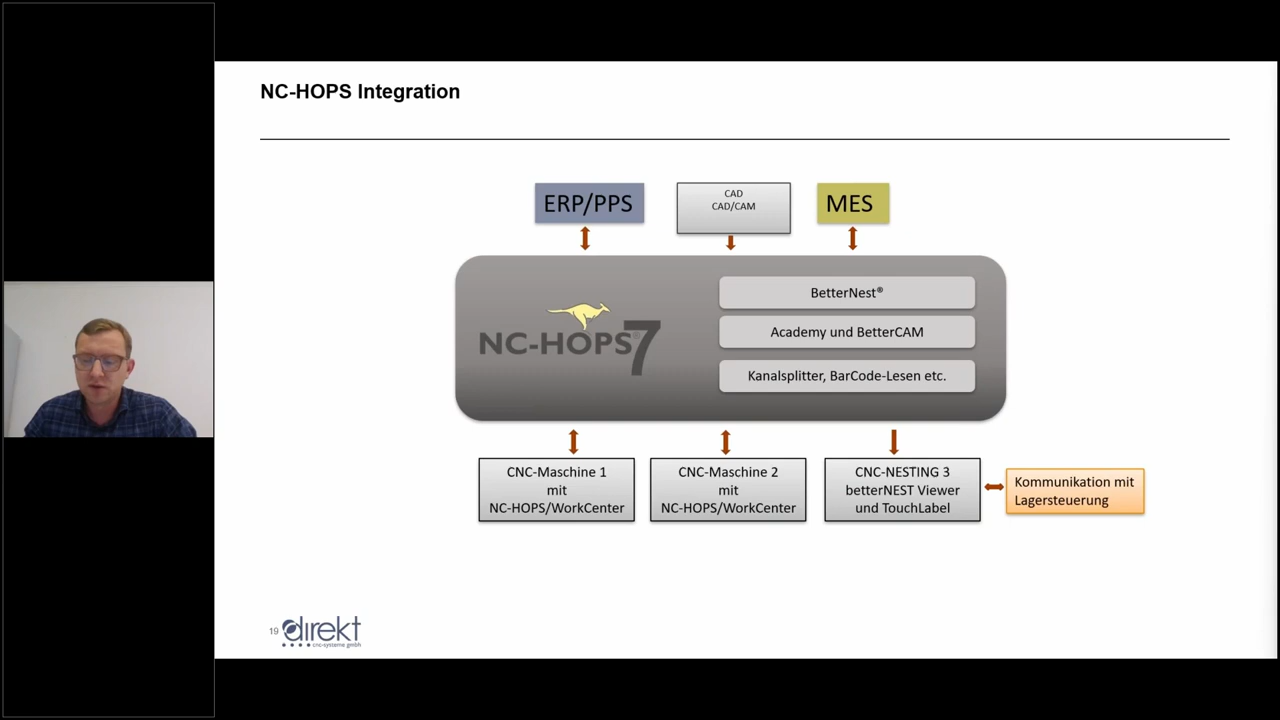 NC-HOPS Integration
ERP/PPS
CAD
CAD/CAM
MES
NC-HOPS 7
BetterNest®
Academy und BetterCAM
Kanalsplitter, BarCode-Lesen etc.
CNC-Maschine 1
mit
NC-HOPS/WorkCenter
CNC-Maschine 2
mit
NC-HOPS/WorkCenter
CNC-NESTING 3
betterNEST Viewer
und TouchLabel
Kommunikation mit
Lagersteuerung
19
direkt
cnc-systeme gmbh